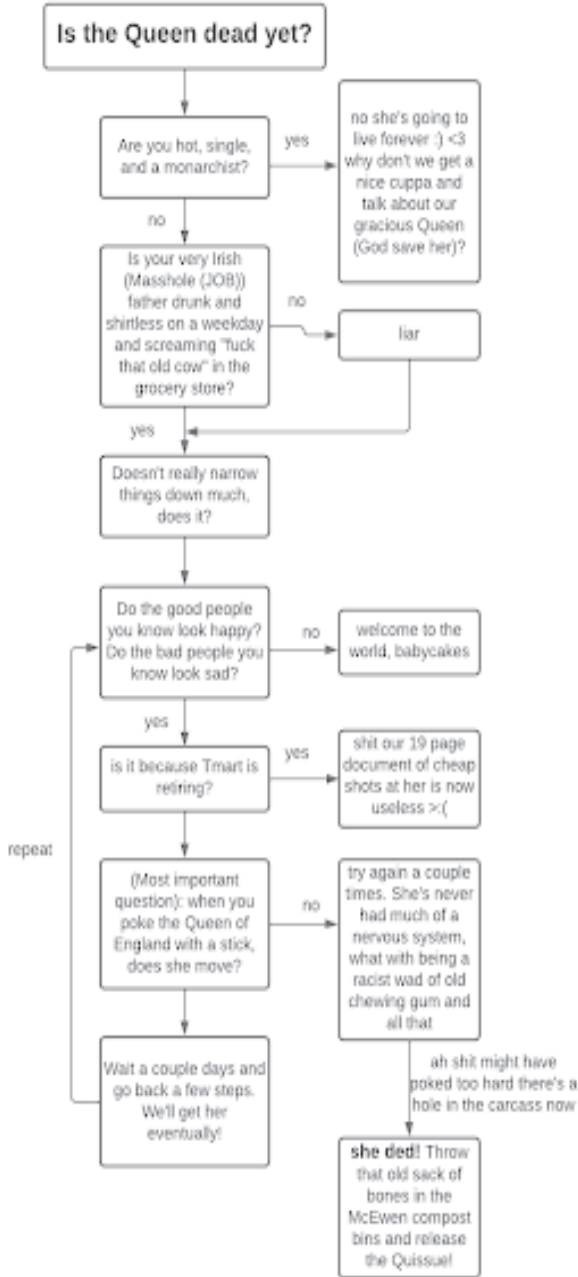 Is the Queen dead yet?
Are you hot, single,
and a monarchist?
yes
no she's going to
live forever :) <3
why don't we get a
nice cuppa and
talk about our
gracious Queen
(God save her)?
no
Is your very Irish
(Masshole (JOB))
father drunk and
shirtless on a weekday
and screaming "fuck
that old cow" in the
grocery store?
no
liar
yes
Doesn't really narrow
things down much,
does it?
Do the good people
you know look happy?
Do the bad people you
know look sad?
no
welcome to the
world, babycakes
yes
is it because Tmart is
retiring?
yes
shit our 19 page
document of cheap
shots at her is now
useless >:(
repeat
(Most important
question): when you
poke the Queen of
England with a stick,
does she move?
no
try again a couple
times. She's never
had much of a
nervous system,
what with being a
racist wad of old
chewing gum and
all that
Wait a couple days and
go back a few steps.
We'll get her
eventually!
ah shit might have
poked too hard there's a
hole in the carcass now
she ded! Throw
that old sack of
bones in the
McEwen compost
bins and release
the Quissue!